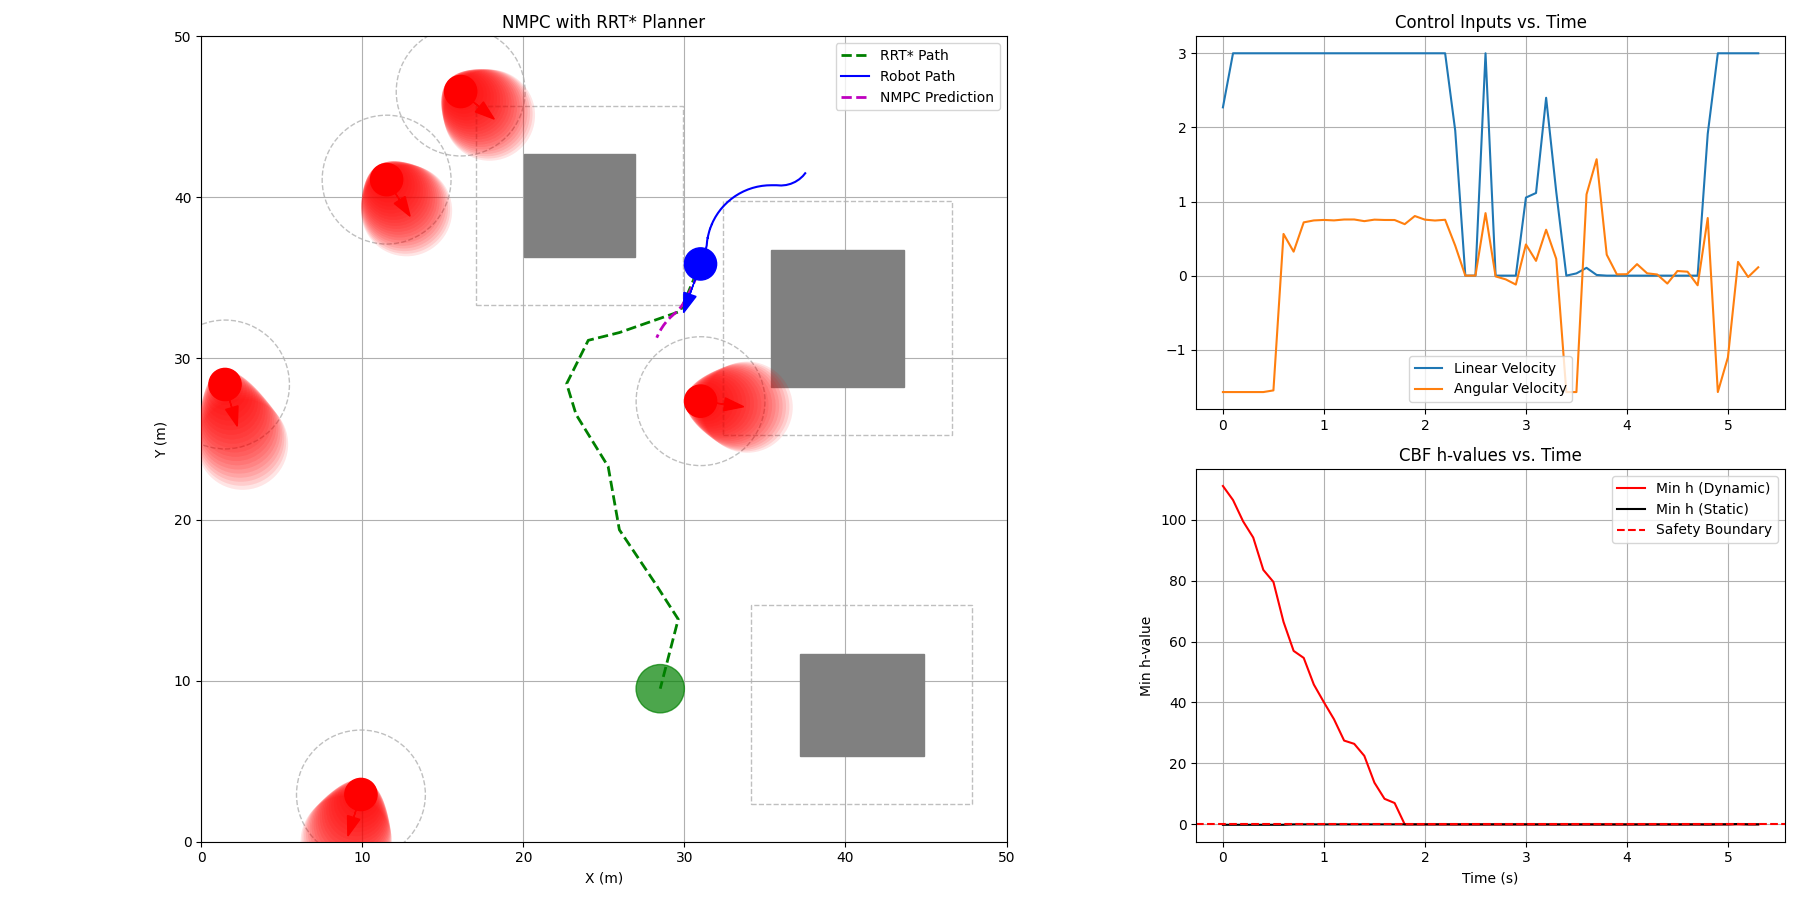 NMPC with RRT* Planner
50
40
30
20
10
0
Y (m)
RRT* Path
Robot Path
NMPC Prediction
0 10 20 30 40 50
X (m)
Control Inputs vs. Time
3
2
1
0
−1
Linear Velocity
Angular Velocity
0 1 2 3 4 5
CBF h-values vs. Time
100
80
60
40
20
0
Min h-value
Min h (Dynamic)
Min h (Static)
Safety Boundary
0 1 2 3 4 5
Time (s)